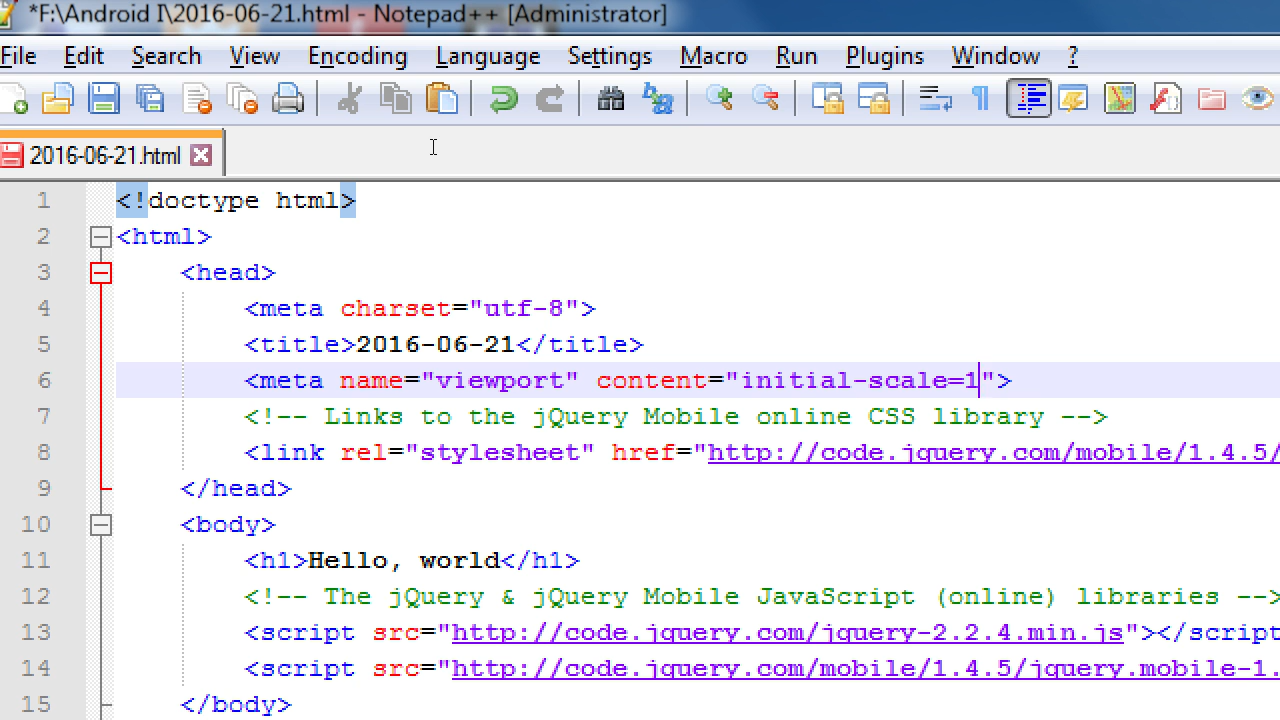 *F:\Android I\2016-06-21.html - Notepad++ [Administrator]
File Edit Search View Encoding Language Settings Macro Run Plugins Window ?
2016-06-21.html
1 <!doctype html>
2 <html>
3 <head>
4 <meta charset="utf-8">
5 <title>2016-06-21</title>
6 <meta name="viewport" content="initial-scale=1">
7 <!-- Links to the jQuery Mobile online CSS library -->
8 <link rel="stylesheet" href="http://code.jquery.com/mobile/1.4.5/
9 </head>
10 <body>
11 <h1>Hello, world</h1>
12 <!-- The jQuery & jQuery Mobile JavaScript (online) libraries -->
13 <script src="http://code.jquery.com/jquery-2.2.4.min.js"></script
14 <script src="http://code.jquery.com/mobile/1.4.5/jquery.mobile-1.
15 </body>